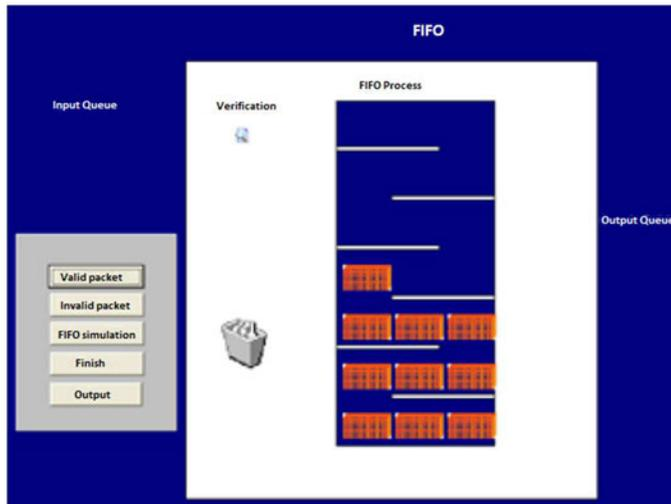 FIFO
FIFO Process
Input Queue
Verification
Output Queue
Valid packet
Invalid packet
FIFO simulation
Finish
Output